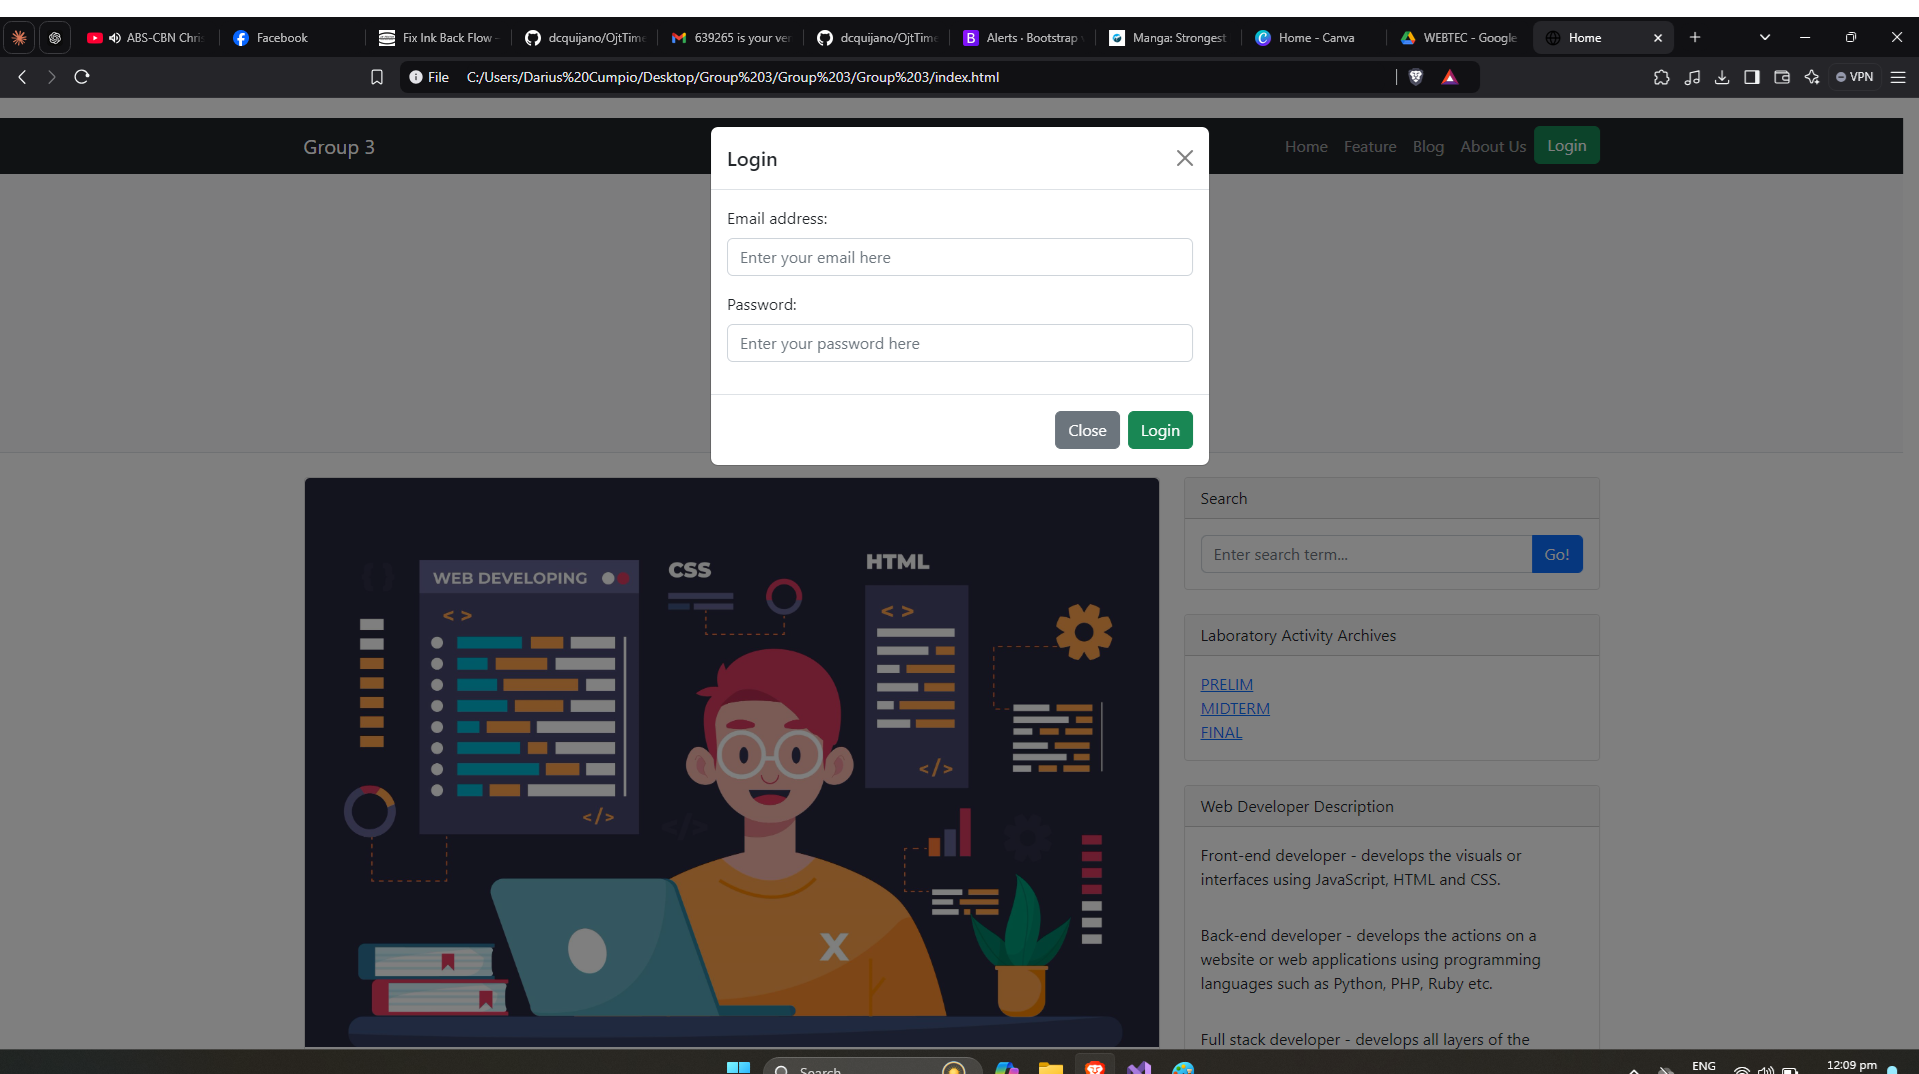 ABS-CBN Chri
Facebook
Fix Ink Back Flow -
dcquijano/OjtTime
639265 is your ver
dcquijano/OjtTime
Alerts · Bootstrap v
Manga: Strongest
Home - Canva
WEBTEC - Google
Home
File
C:/Users/Darius%20Cumpio/Desktop/Group%203/Group%203/Group%203/index.html
VPN
Group 3
Home
Feature
Blog
About Us
Login
Login
Email address:
Enter your email here
Password:
Enter your password here
Close
Login
WEB DEVELOPING
< >
</>
CSS
HTML
< >
</>
</>
X
Search
Enter search term...
Go!
Laboratory Activity Archives
PRELIM
MIDTERM
FINAL
Web Developer Description
Front-end developer - develops the visuals or
interfaces using JavaScript, HTML and CSS.
Back-end developer - develops the actions on a
website or web applications using programming
languages such as Python, PHP, Ruby etc.
Full stack developer - develops all layers of the
Search
ENG
12:09 pm